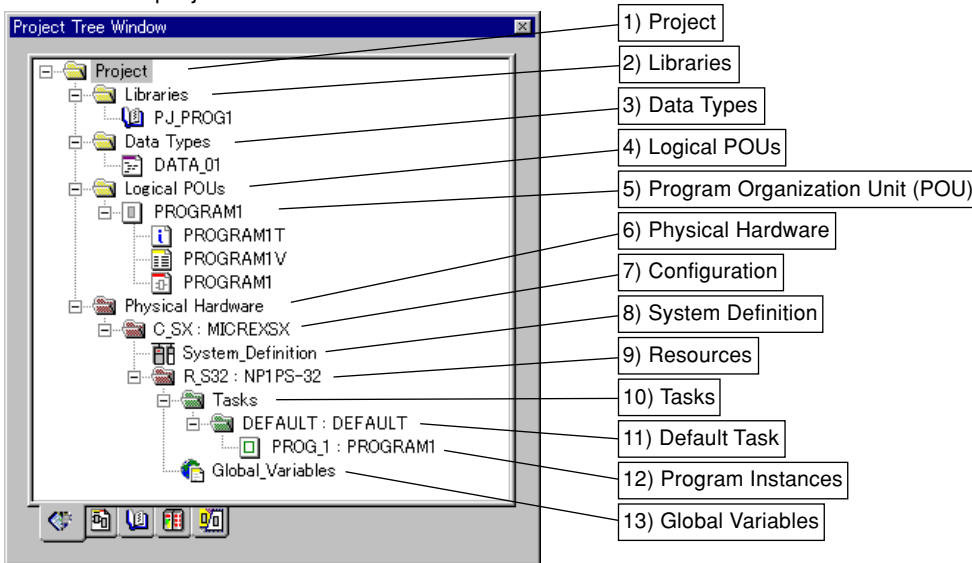 Project Tree Window
Project
Libraries
PJ_PROG1
Data Types
DATA_01
Logical POUs
PROGRAM1
PROGRAM1T
PROGRAM1V
PROGRAM1
Physical Hardware
C_SX : MICREXSX
System_Definition
R_S32 : NP1PS-32
Tasks
DEFAULT : DEFAULT
PROG_1 : PROGRAM1
Global_Variables
1) Project
2) Libraries
3) Data Types
4) Logical POUs
5) Program Organization Unit (POU)
6) Physical Hardware
7) Configuration
8) System Definition
9) Resources
10) Tasks
11) Default Task
12) Program Instances
13) Global Variables